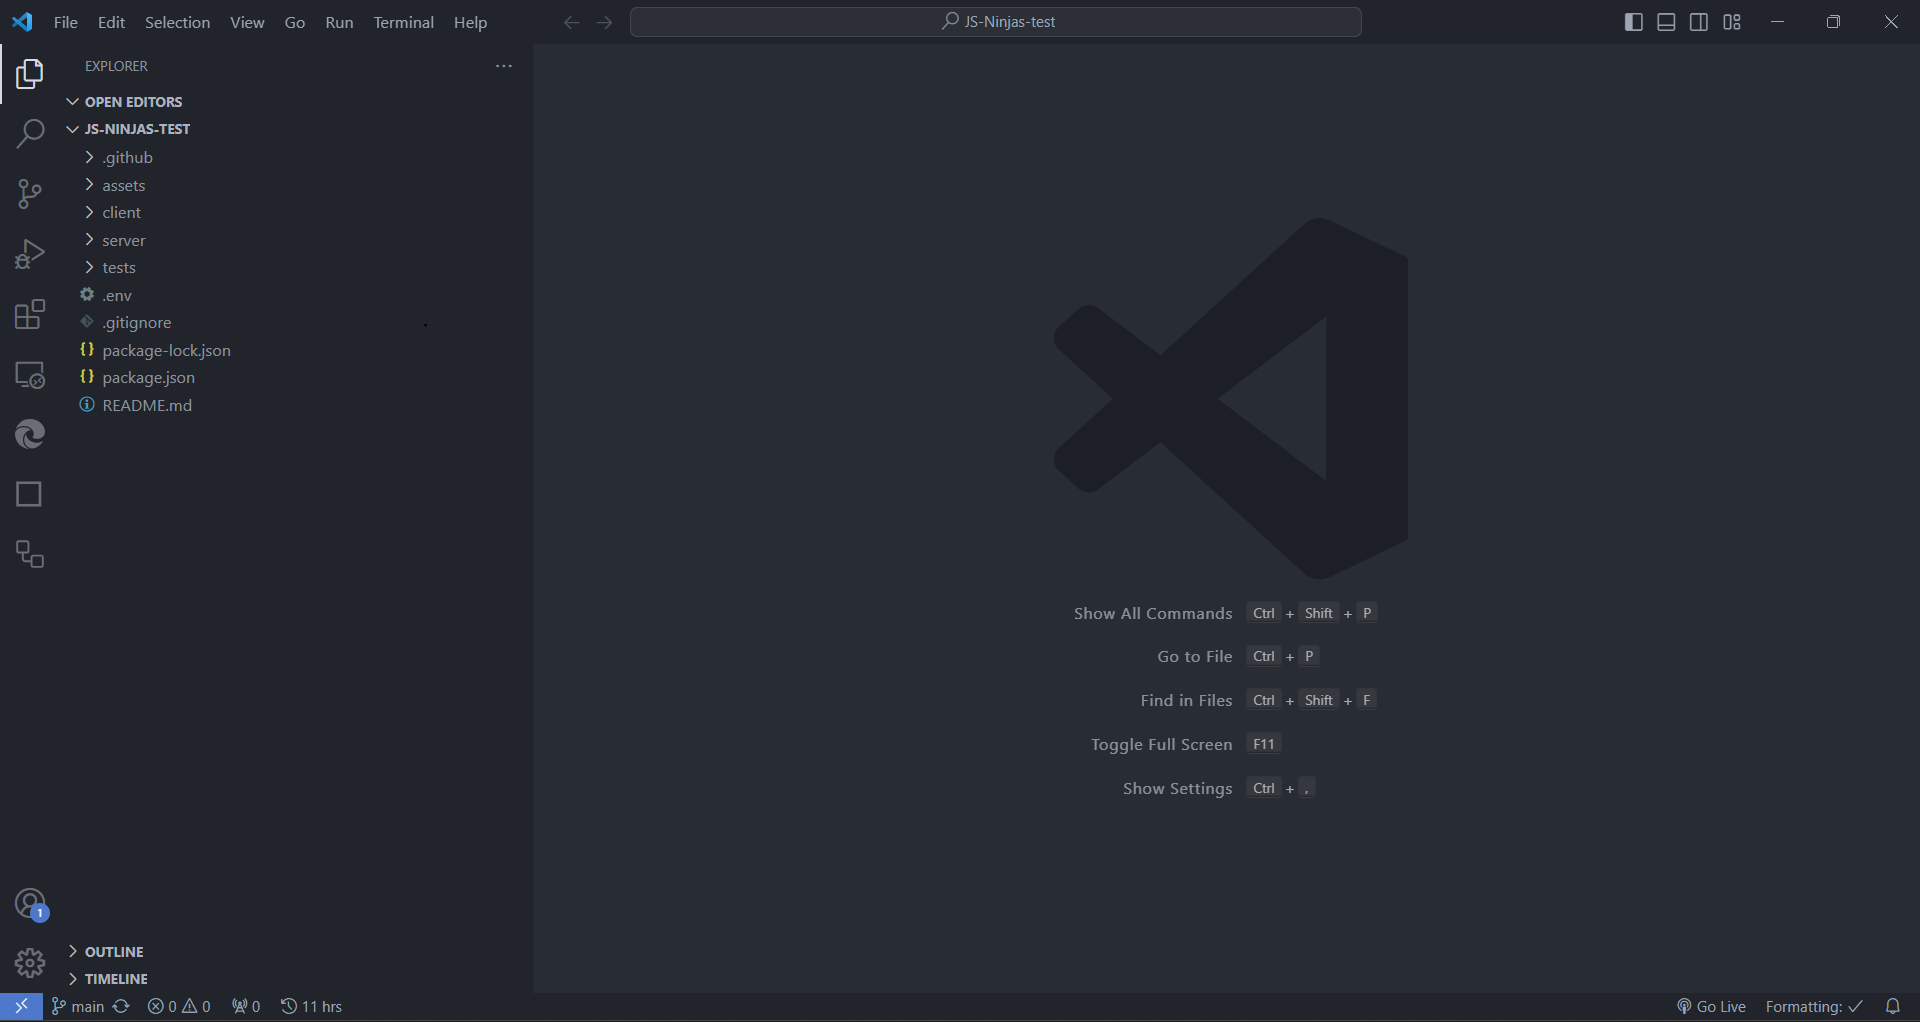 File Edit Selection View Go Run Terminal Help
JS-Ninjas-test
EXPLORER
OPEN EDITORS
JS-NINJAS-TEST
.github
assets
client
server
tests
.env
.gitignore
package-lock.json
package.json
README.md
Show All Commands Ctrl + Shift + P
Go to File Ctrl + P
Find in Files Ctrl + Shift + F
Toggle Full Screen F11
Show Settings Ctrl + ,
1
OUTLINE
TIMELINE
main 0 0 0 11 hrs Go Live Formatting: